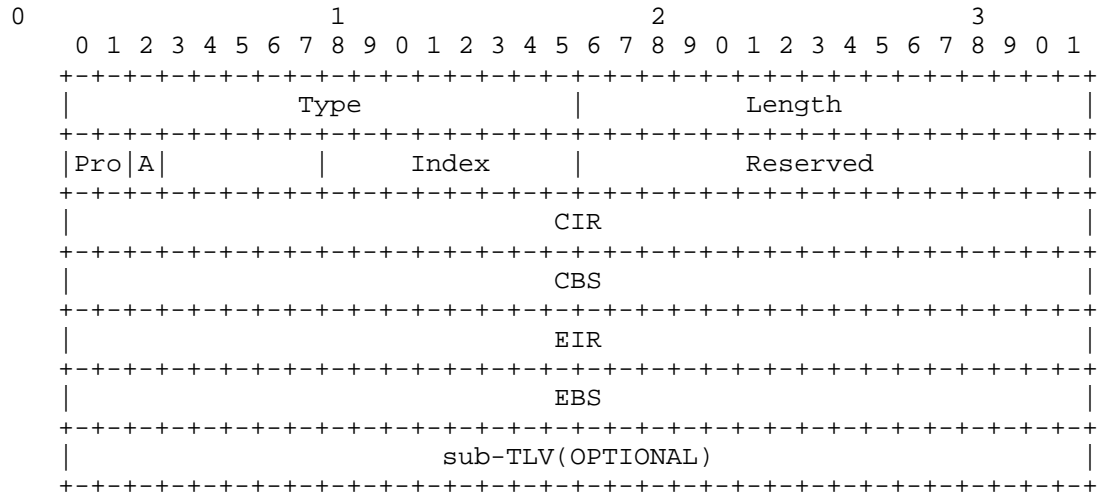 0                   1                   2                   3
 0 1 2 3 4 5 6 7 8 9 0 1 2 3 4 5 6 7 8 9 0 1 2 3 4 5 6 7 8 9 0 1
+-+-+-+-+-+-+-+-+-+-+-+-+-+-+-+-+-+-+-+-+-+-+-+-+-+-+-+-+-+-+-+-+
|              Type             |          Length               |
+-+-+-+-+-+-+-+-+-+-+-+-+-+-+-+-+-+-+-+-+-+-+-+-+-+-+-+-+-+-+-+-+
|Pro|A|         |     Index     |          Reserved             |
+-+-+-+-+-+-+-+-+-+-+-+-+-+-+-+-+-+-+-+-+-+-+-+-+-+-+-+-+-+-+-+-+
|                              CIR                              |
+-+-+-+-+-+-+-+-+-+-+-+-+-+-+-+-+-+-+-+-+-+-+-+-+-+-+-+-+-+-+-+-+
|                              CBS                              |
+-+-+-+-+-+-+-+-+-+-+-+-+-+-+-+-+-+-+-+-+-+-+-+-+-+-+-+-+-+-+-+-+
|                              EIR                              |
+-+-+-+-+-+-+-+-+-+-+-+-+-+-+-+-+-+-+-+-+-+-+-+-+-+-+-+-+-+-+-+-+
|                              EBS                              |
+-+-+-+-+-+-+-+-+-+-+-+-+-+-+-+-+-+-+-+-+-+-+-+-+-+-+-+-+-+-+-+-+
|                       sub-TLV(OPTIONAL)                       |
+-+-+-+-+-+-+-+-+-+-+-+-+-+-+-+-+-+-+-+-+-+-+-+-+-+-+-+-+-+-+-+-+